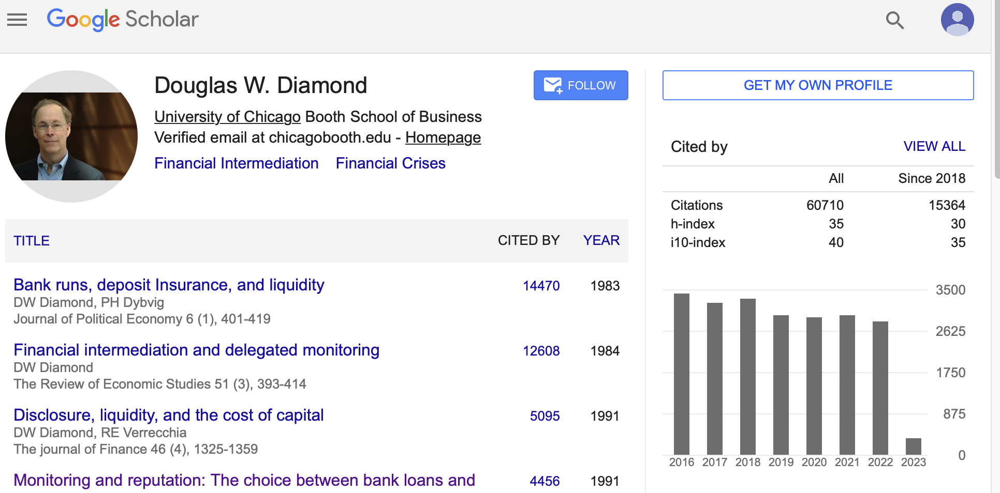 Google Scholar
Douglas W. Diamond
FOLLOW
University of Chicago Booth School of Business
Verified email at chicagobooth.edu - Homepage
Financial Intermediation Financial Crises
TITLE CITED BY YEAR
Bank runs, deposit Insurance, and liquidity 14470 1983
DW Diamond, PH Dybvig
Journal of Political Economy 6 (1), 401-419
Financial intermediation and delegated monitoring 12608 1984
DW Diamond
The Review of Economic Studies 51 (3), 393-414
Disclosure, liquidity, and the cost of capital 5095 1991
DW Diamond, RE Verrecchia
The journal of Finance 46 (4), 1325-1359
Monitoring and reputation: The choice between bank loans and 4456 1991
GET MY OWN PROFILE
Cited by VIEW ALL
All Since 2018
Citations 60710 15364
h-index 35 30
i10-index 40 35
3500
2625
1750
875
0
2016 2017 2018 2019 2020 2021 2022 2023